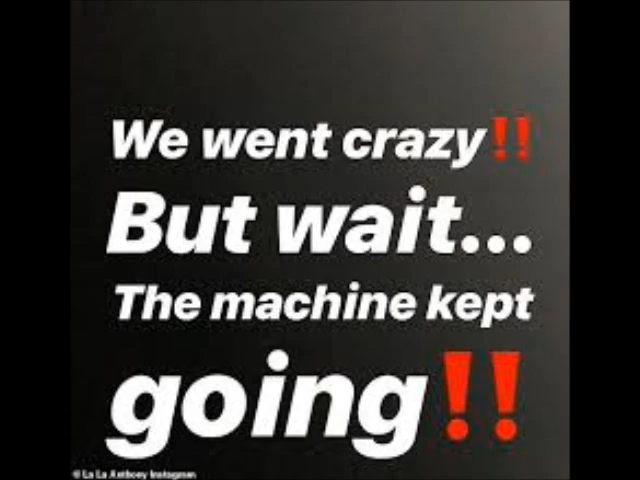 We went crazy‼️
But wait...
The machine kept
going‼️
© La La Anthony Instagram